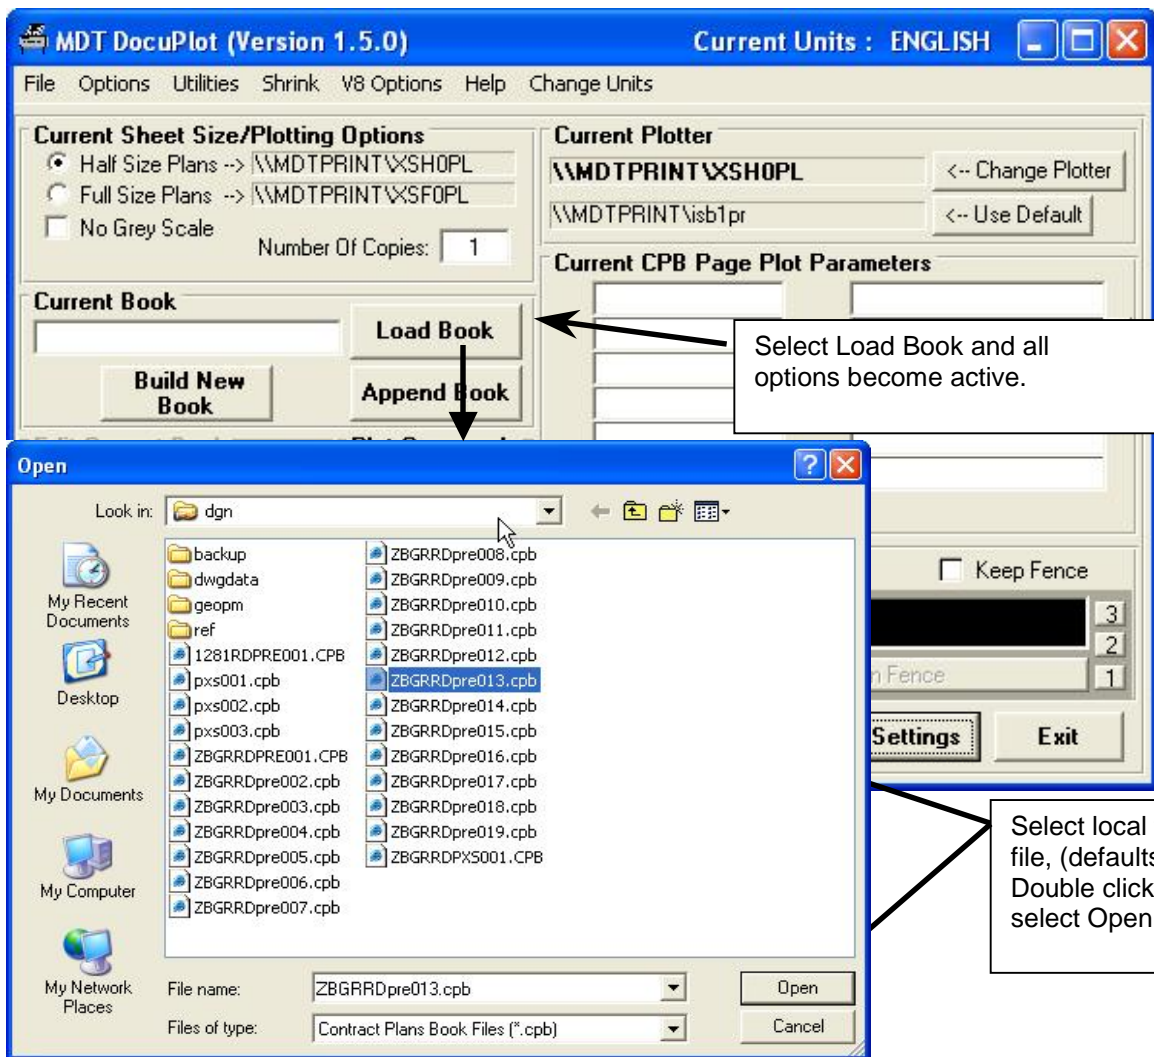 MDT DocuPlot (Version 1.5.0) Current Units : ENGLISH
File Options Utilities Shrink V8 Options Help Change Units
Current Sheet Size/Plotting Options
Half Size Plans --> \\MDTPRINT\XSH0PL
Full Size Plans --> \\MDTPRINT\XSF0PL
No Grey Scale
Number Of Copies: 1
Current Plotter
\\MDTPRINT\XSH0PL <-- Change Plotter
\\MDTPRINT\isb1pr <-- Use Default
Current CPB Page Plot Parameters
Current Book
Load Book
Build New
Book
Append Book
Select Load Book and all
options become active.
Open
Look in: dgn
My Recent
Documents
Desktop
My Documents
My Computer
My Network
Places
backup
dwgdata
geopm
ref
1281RDPRE001.CPB
pxs001.cpb
pxs002.cpb
pxs003.cpb
ZBGRRDPRE001.CPB
ZBGRRDpre002.cpb
ZBGRRDpre003.cpb
ZBGRRDpre004.cpb
ZBGRRDpre005.cpb
ZBGRRDpre006.cpb
ZBGRRDpre007.cpb
ZBGRRDpre008.cpb
ZBGRRDpre009.cpb
ZBGRRDpre010.cpb
ZBGRRDpre011.cpb
ZBGRRDpre012.cpb
ZBGRRDpre013.cpb
ZBGRRDpre014.cpb
ZBGRRDpre015.cpb
ZBGRRDpre016.cpb
ZBGRRDpre017.cpb
ZBGRRDpre018.cpb
ZBGRRDpre019.cpb
ZBGRRDPXS001.CPB
File name: ZBGRRDpre013.cpb Open
Files of type: Contract Plans Book Files (*.cpb) Cancel
Keep Fence
3
2
n Fence 1
Settings Exit
Select local
file, (defaults
Double click
select Open